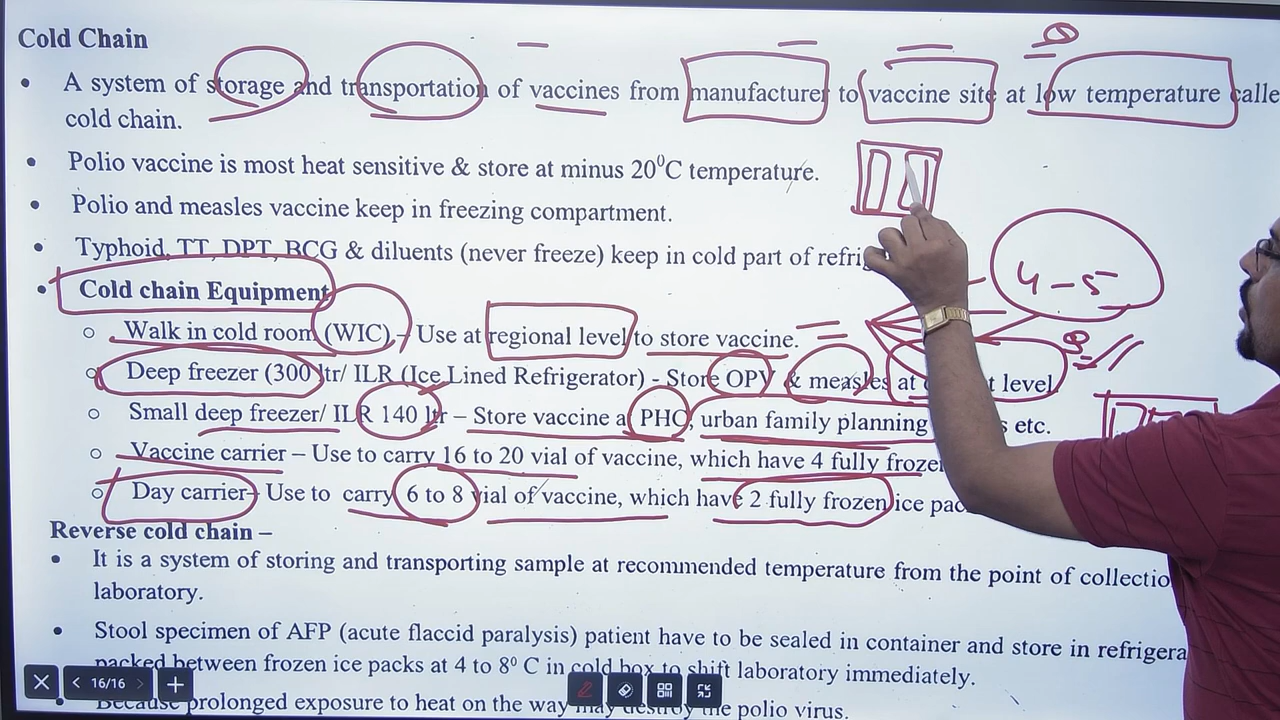 Cold Chain
• A system of storage and transportation of vaccines from manufacturer to vaccine site at low temperature calle
cold chain.
• Polio vaccine is most heat sensitive & store at minus 20⁰C temperature.
• Polio and measles vaccine keep in freezing compartment.
• Typhoid, TT, DPT, BCG & diluents (never freeze) keep in cold part of refrig
• Cold chain Equipment
4-5
o Walk in cold room (WIC) – Use at regional level to store vaccine.
o Deep freezer (300 ltr/ ILR (Ice Lined Refrigerator) - Store OPV & measles at t level
o Small deep freezer/ ILR 140 ltr – Store vaccine a PHC, urban family planning s etc.
o Vaccine carrier – Use to carry 16 to 20 vial of vaccine, which have 4 fully frozen
o Day carrier – Use to carry 6 to 8 vial of vaccine, which have 2 fully frozen ice pac
Reverse cold chain –
• It is a system of storing and transporting sample at recommended temperature from the point of collectio
laboratory.
• Stool specimen of AFP (acute flaccid paralysis) patient have to be sealed in container and store in refrigera
packed between frozen ice packs at 4 to 8⁰ C in cold box to shift laboratory immediately.
• Because prolonged exposure to heat on the way may destroy the polio virus.
16/16